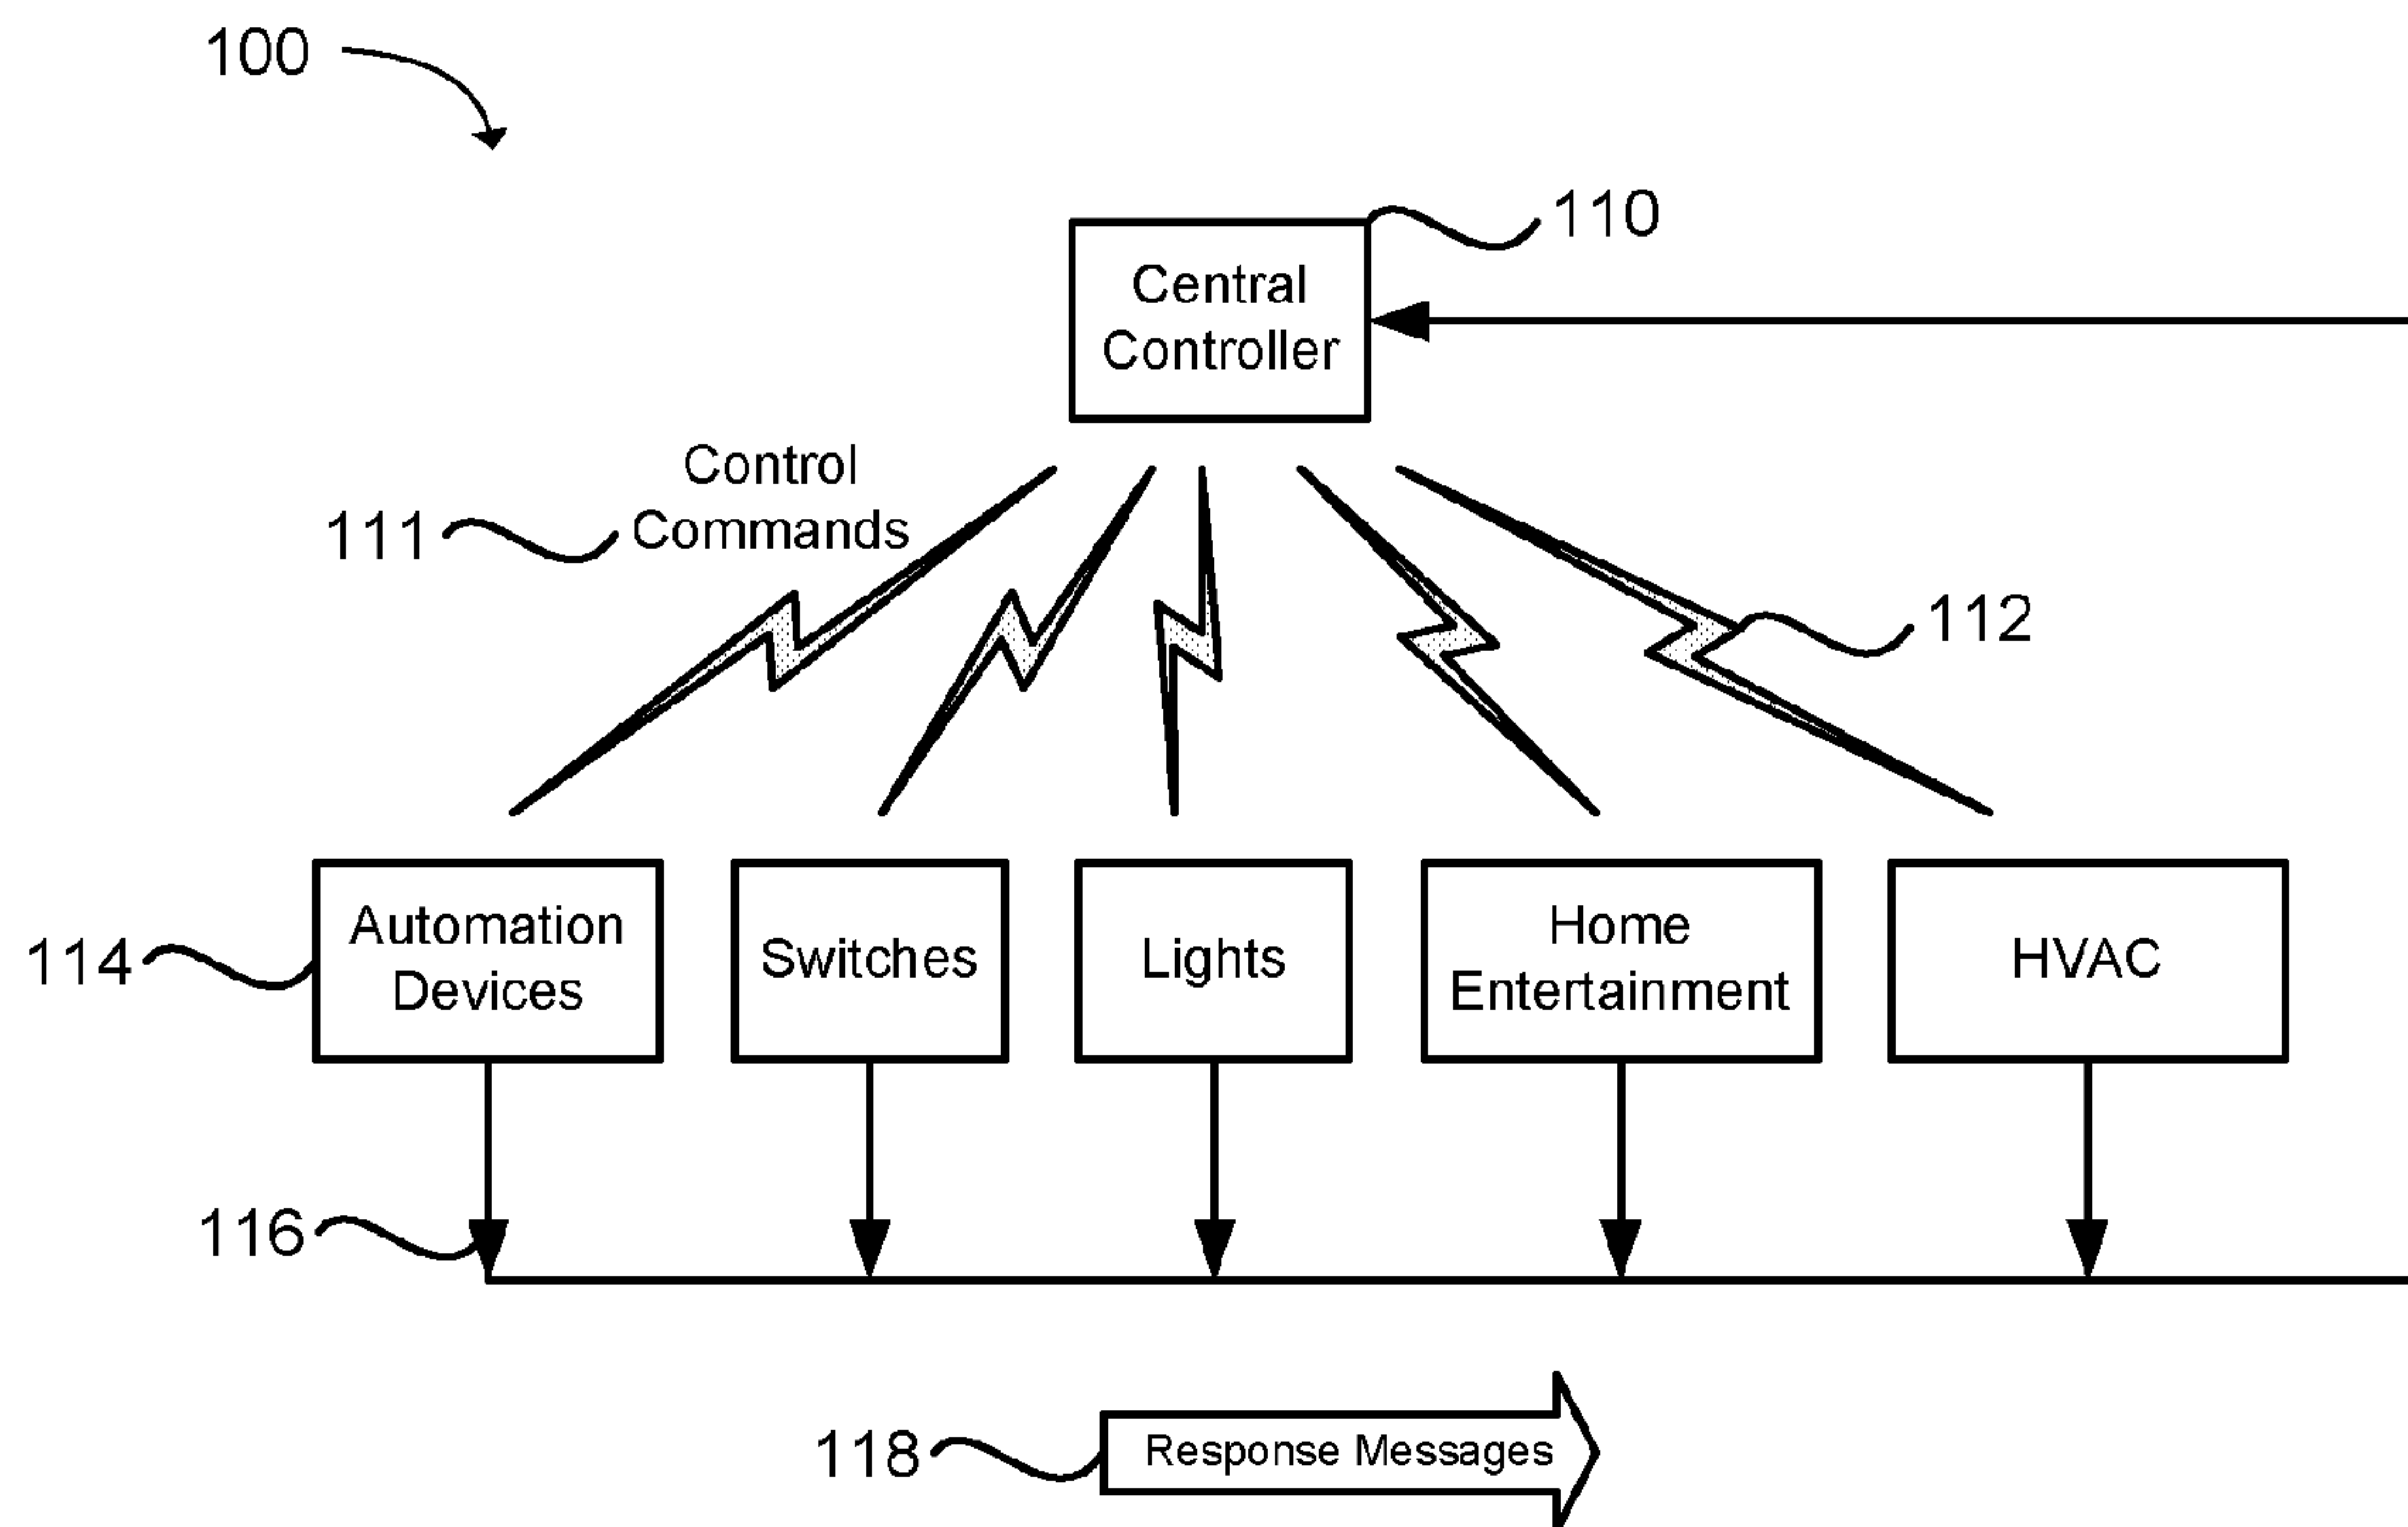 100
110
Central
Controller
Control
Commands
111
112
114
Automation
Devices
Switches
Lights
Home
Entertainment
HVAC
116
118
Response Messages